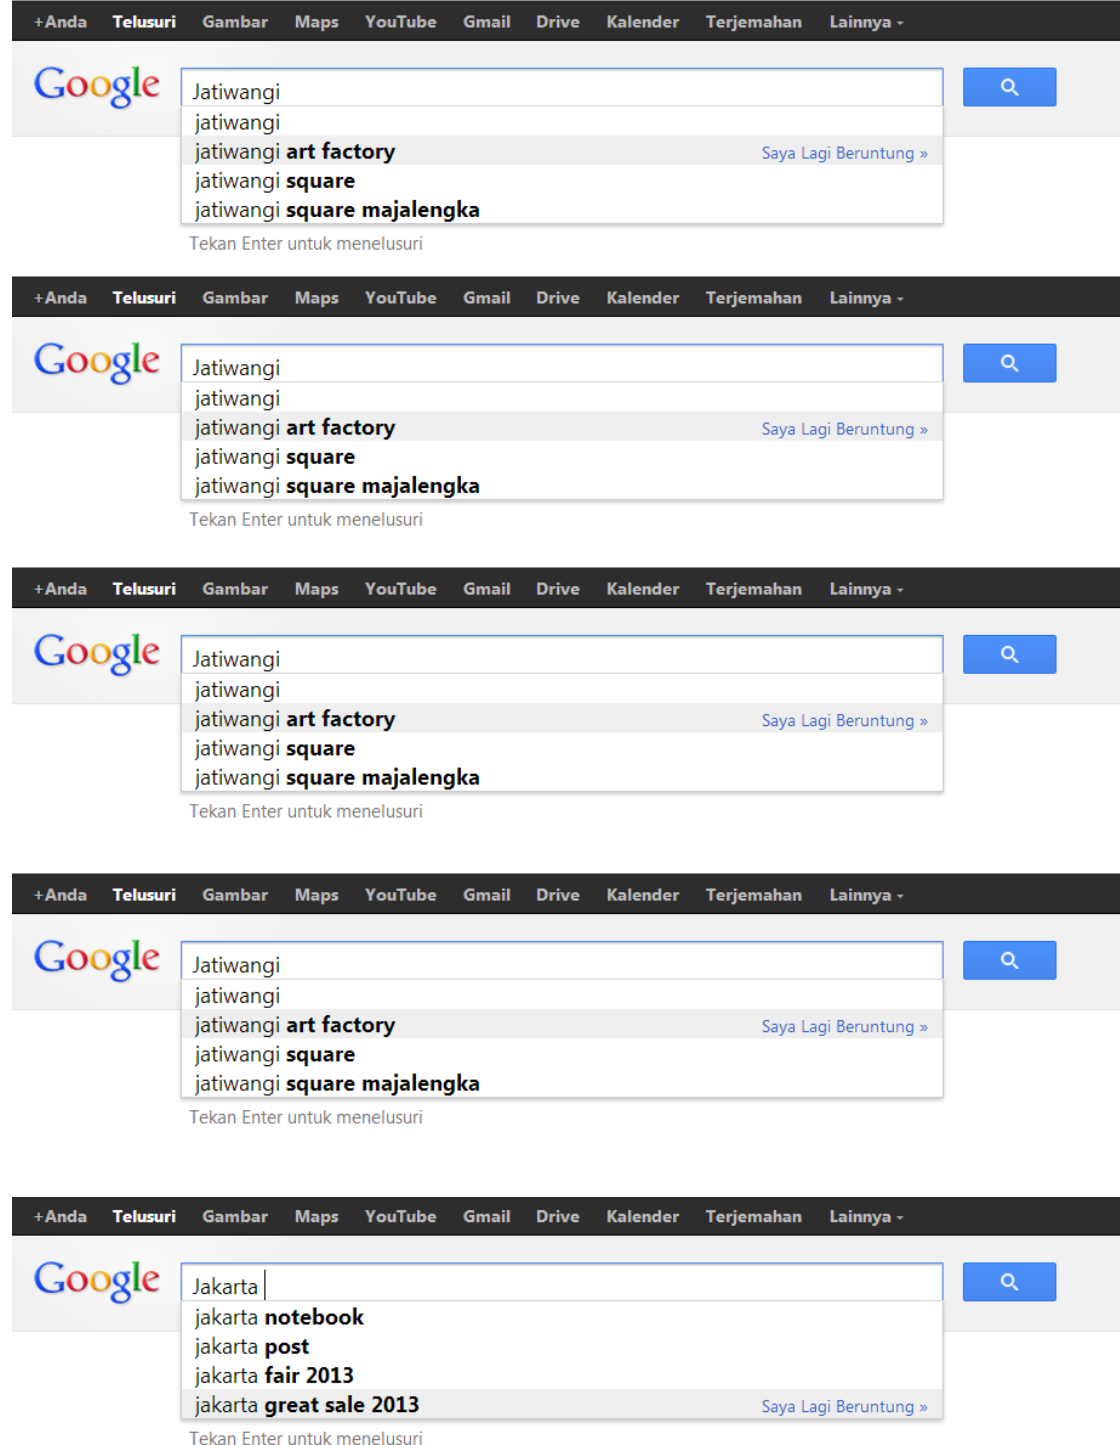 +Anda Telusuri Gambar Maps YouTube Gmail Drive Kalender Terjemahan Lainnya
Google Jatiwangi
jatiwangi
jatiwangi art factory Saya Lagi Beruntung »
jatiwangi square
jatiwangi square majalengka
Tekan Enter untuk menelusuri
+Anda Telusuri Gambar Maps YouTube Gmail Drive Kalender Terjemahan Lainnya
Google Jatiwangi
jatiwangi
jatiwangi art factory Saya Lagi Beruntung »
jatiwangi square
jatiwangi square majalengka
Tekan Enter untuk menelusuri
+Anda Telusuri Gambar Maps YouTube Gmail Drive Kalender Terjemahan Lainnya
Google Jatiwangi
jatiwangi
jatiwangi art factory Saya Lagi Beruntung »
jatiwangi square
jatiwangi square majalengka
Tekan Enter untuk menelusuri
+Anda Telusuri Gambar Maps YouTube Gmail Drive Kalender Terjemahan Lainnya
Google Jatiwangi
jatiwangi
jatiwangi art factory Saya Lagi Beruntung »
jatiwangi square
jatiwangi square majalengka
Tekan Enter untuk menelusuri
+Anda Telusuri Gambar Maps YouTube Gmail Drive Kalender Terjemahan Lainnya
Google Jakarta
jakarta notebook
jakarta post
jakarta fair 2013
jakarta great sale 2013 Saya Lagi Beruntung »
Tekan Enter untuk menelusuri